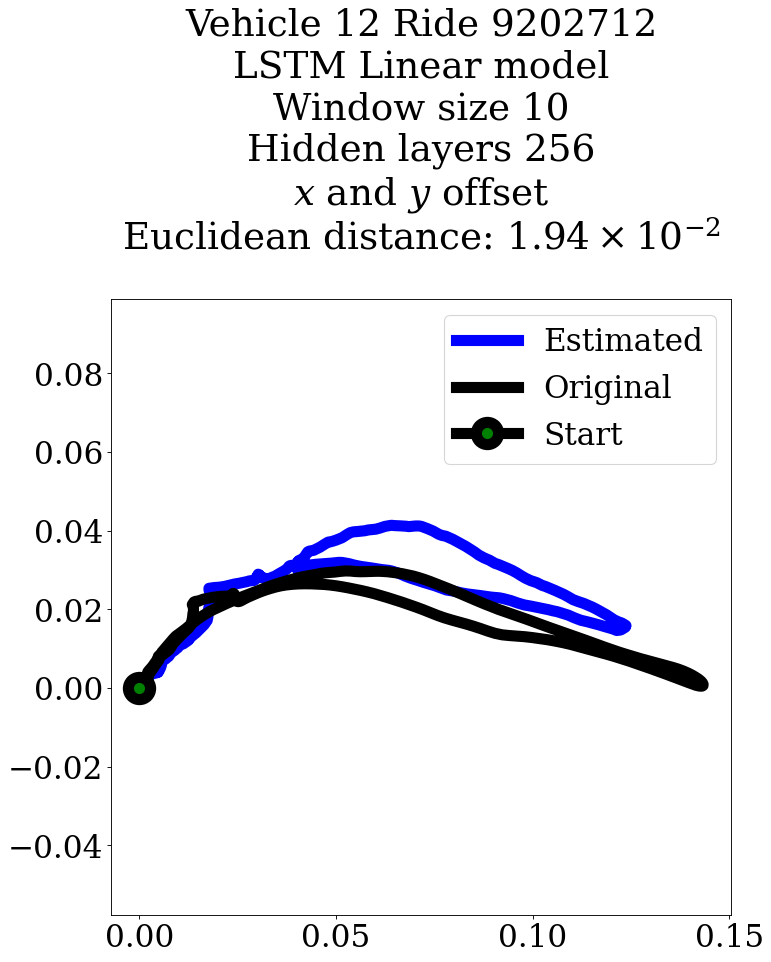 Vehicle 12 Ride 9202712
LSTM Linear model
Window size 10
Hidden layers 256
x and y offset
Euclidean distance: 1.94 × 10⁻²
Estimated
Original
Start
0.08
0.06
0.04
0.02
0.00
−0.02
−0.04
0.00 0.05 0.10 0.15